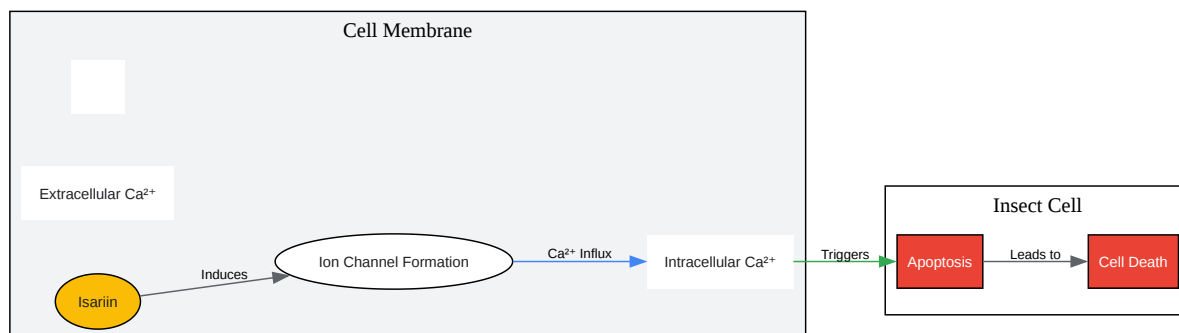 Cell Membrane
Extracellular Ca²⁺
Isariin
Induces
Ion Channel Formation
Ca²⁺ Influx
Intracellular Ca²⁺
Triggers
Insect Cell
Apoptosis
Leads to
Cell Death